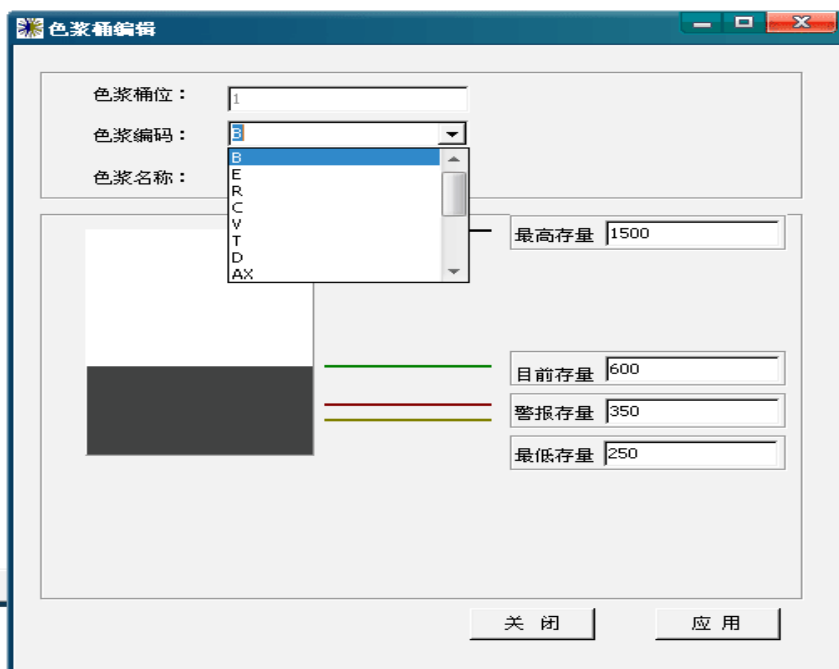 色浆桶编辑
色浆桶位： 1
色浆编码： B
B
E
R
C
V
T
D
AX
色浆名称：
最高存量 1500
目前存量 600
警报存量 350
最低存量 250
关 闭 应 用